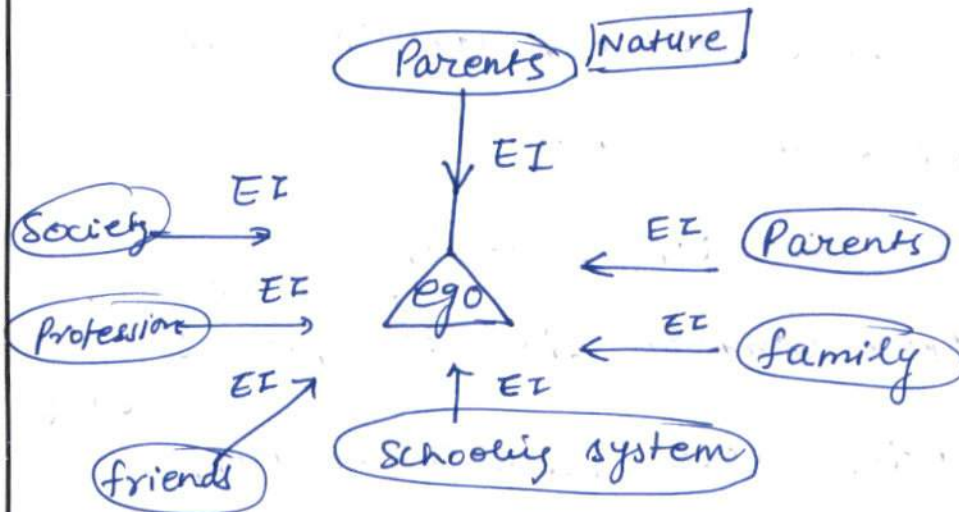 Parents Nature
EI
Society EI
EI Parents
ego
Profession EI
EI family
friends EI
EI
Schooling system